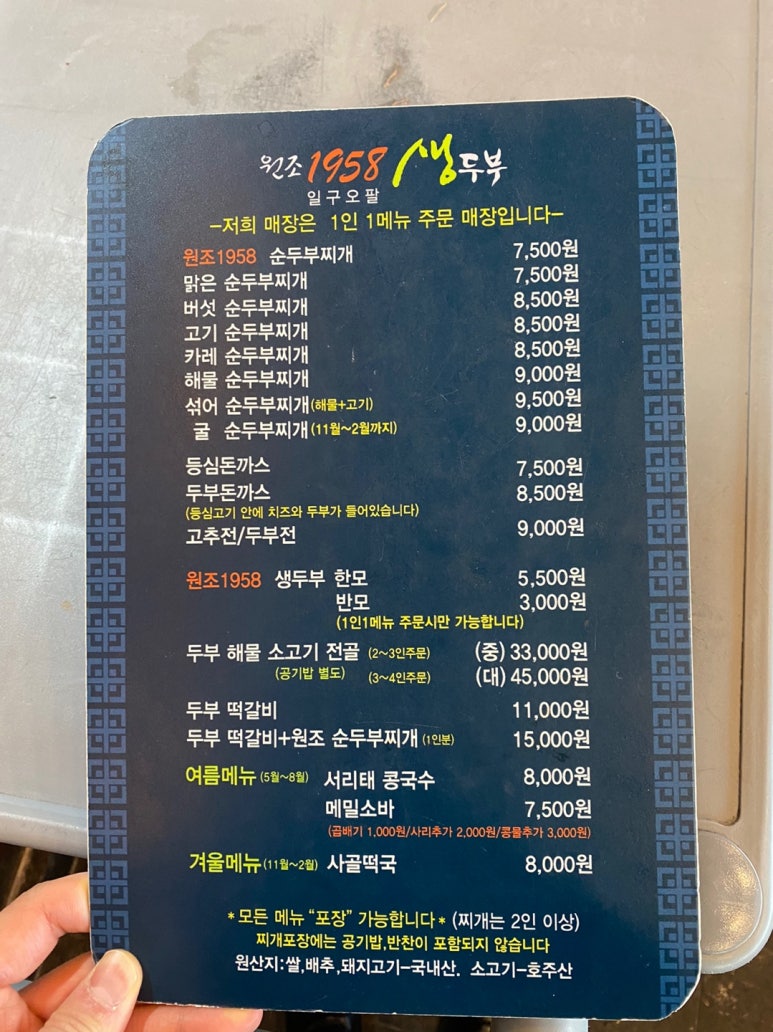 원조 1958 생두부
일구오팔
-저희 매장은 1인 1메뉴 주문 매장입니다-
원조1958 순두부찌개 7,500원
맑은 순두부찌개 7,500원
버섯 순두부찌개 8,500원
고기 순두부찌개 8,500원
카레 순두부찌개 8,500원
해물 순두부찌개 9,000원
섞어 순두부찌개(해물+고기) 9,500원
굴 순두부찌개(11월~2월까지) 9,000원
등심돈까스 7,500원
두부돈까스 8,500원
(등심고기 안에 치즈와 두부가 들어있습니다)
고추전/두부전 9,000원
원조1958 생두부 한모 5,500원
반모 3,000원
(1인1메뉴 주문시만 가능합니다)
두부 해물 소고기 전골 (2~3인주문) (중) 33,000원
(공기밥 별도) (3~4인주문) (대) 45,000원
두부 떡갈비 11,000원
두부 떡갈비+원조 순두부찌개(1인분) 15,000원
여름메뉴(5월~8월) 서리태 콩국수 8,000원
메밀소바 7,500원
(곱배기 1,000원/사리추가 2,000원/콩물추가 3,000원)
겨울메뉴(11월~2월) 사골떡국 8,000원
*모든 메뉴 “포장” 가능합니다* (찌개는 2인 이상)
찌개포장에는 공기밥,반찬이 포함되지 않습니다
원산지:쌀,배추,돼지고기-국내산. 소고기-호주산